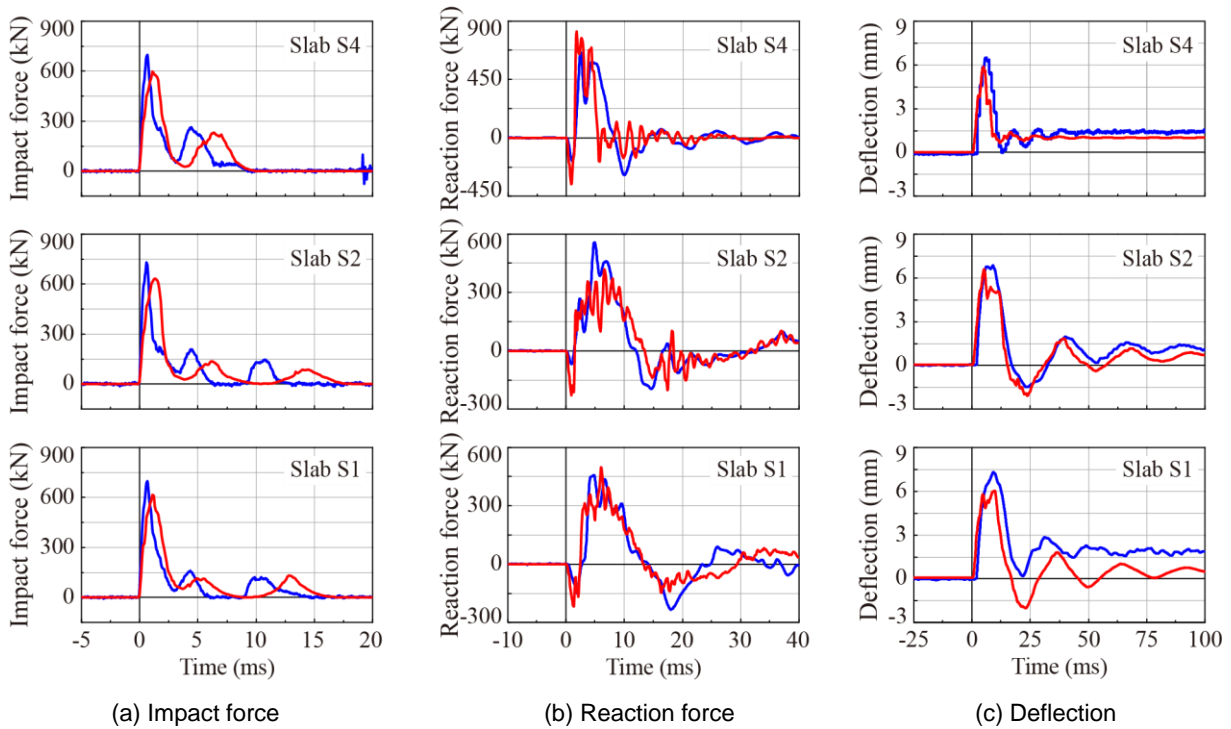 Impact force (kN)
900
600
300
0
Slab S4
Reaction force (kN)
900
450
0
-450
Slab S4
Deflection (mm)
9
6
3
0
-3
Slab S4
Impact force (kN)
900
600
300
0
Slab S2
Reaction force (kN)
600
300
0
-300
Slab S2
Deflection (mm)
9
6
3
0
-3
Slab S2
Impact force (kN)
900
600
300
0
Slab S1
-5 0 5 10 15 20
Time (ms)
Reaction force (kN)
600
300
0
-300
Slab S1
-10 0 10 20 30 40
Time (ms)
Deflection (mm)
9
6
3
0
-3
Slab S1
-25 0 25 50 75 100
Time (ms)
(a) Impact force
(b) Reaction force
(c) Deflection